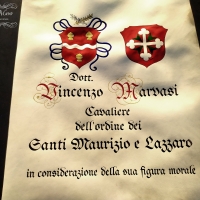 Dott.
Vincenzo Marvasi
Cavaliere
dell'ordine dei
Santi Maurizio e Lazzaro
in considerazione della sua figura morale